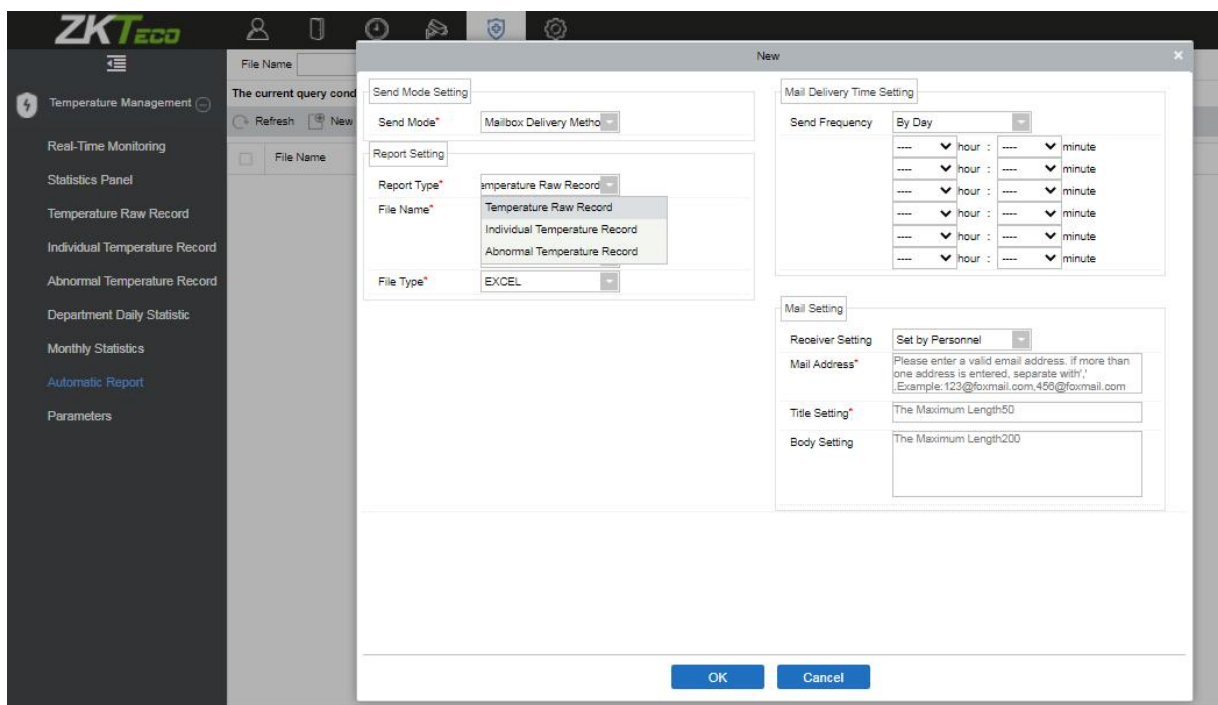 ZKTeco
File Name
Temperature Management
The current query cond
Refresh New
Real-Time Monitoring
File Name
Statistics Panel
Temperature Raw Record
Individual Temperature Record
Abnormal Temperature Record
Department Daily Statistic
Monthly Statistics
Automatic Report
Parameters
New
Send Mode Setting
Send Mode* Mailbox Delivery Metho
Report Setting
Report Type* emperature Raw Record
File Name* Temperature Raw Record
Individual Temperature Record
Abnormal Temperature Record
File Type* EXCEL
Mail Delivery Time Setting
Send Frequency By Day
---- hour : ---- minute
---- hour : ---- minute
---- hour : ---- minute
---- hour : ---- minute
---- hour : ---- minute
---- hour : ---- minute
Mail Setting
Receiver Setting Set by Personnel
Mail Address* Please enter a valid email address. if more than
one address is entered, separate with','
.Example:123@foxmail.com,456@foxmail.com
Title Setting* The Maximum Length50
Body Setting The Maximum Length200
OK Cancel